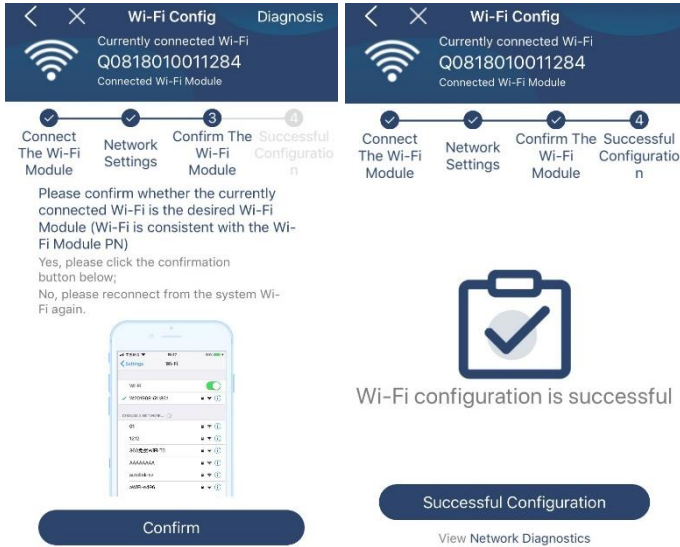 Wi-Fi Config
Diagnosis
Currently connected Wi-Fi
Q0818010011284
Connected Wi-Fi Module
3
4
Connect
The Wi-Fi
Module
Network
Settings
Confirm The
Wi-Fi
Module
Successful
Configuratio
n
Please confirm whether the currently
connected Wi-Fi is the desired Wi-
Fi Module (Wi-Fi is consistent with the Wi-
Fi Module PN)
Yes, please click the confirmation
button below;
No, please reconnect from the system Wi-
Fi again.
Settings
Wi-Fi
Wi-Fi
01
1212
AAAAAAAA
Confirm
Wi-Fi Config
Currently connected Wi-Fi
Q0818010011284
Connected Wi-Fi Module
4
Connect
The Wi-Fi
Module
Network
Settings
Confirm The
Wi-Fi
Module
Successful
Configuratio
n
Wi-Fi configuration is successful
Successful Configuration
View Network Diagnostics